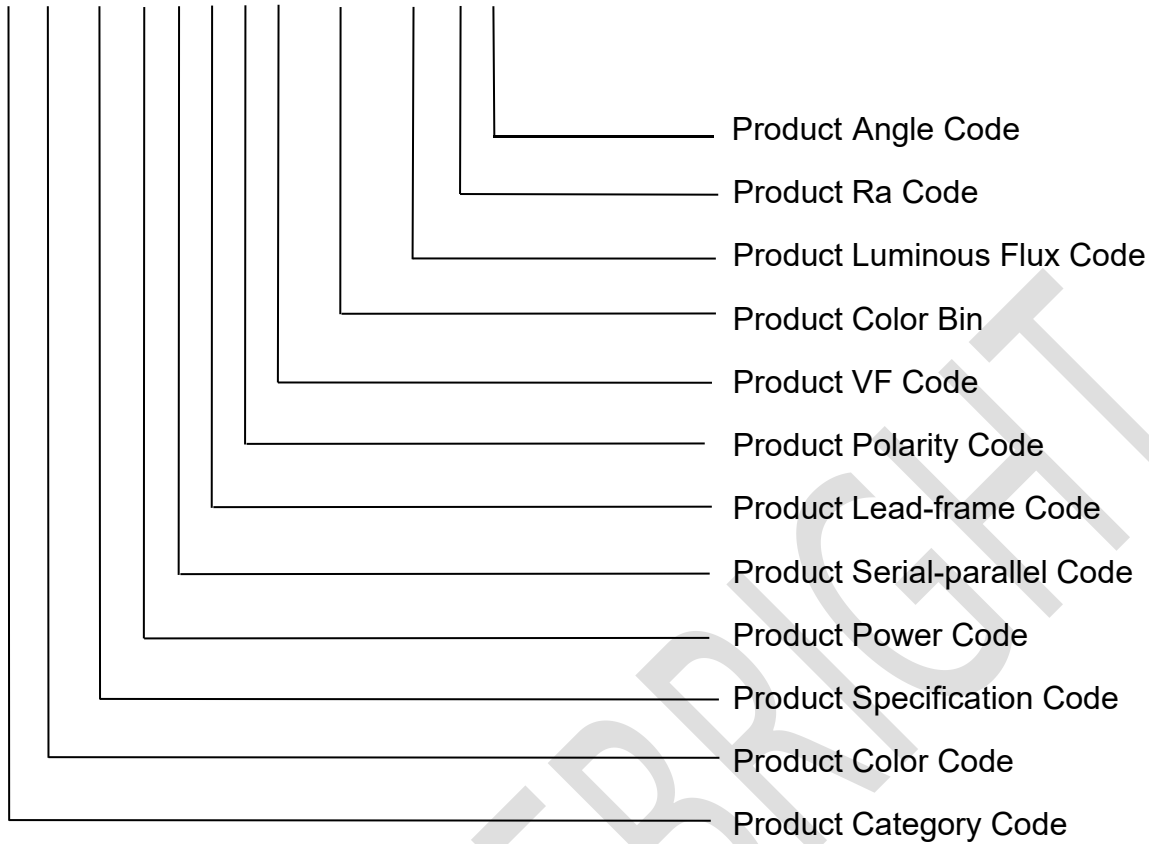 Product Angle Code
Product Ra Code
Product Luminous Flux Code
Product Color Bin
Product VF Code
Product Polarity Code
Product Lead-frame Code
Product Serial-parallel Code
Product Power Code
Product Specification Code
Product Color Code
Product Category Code